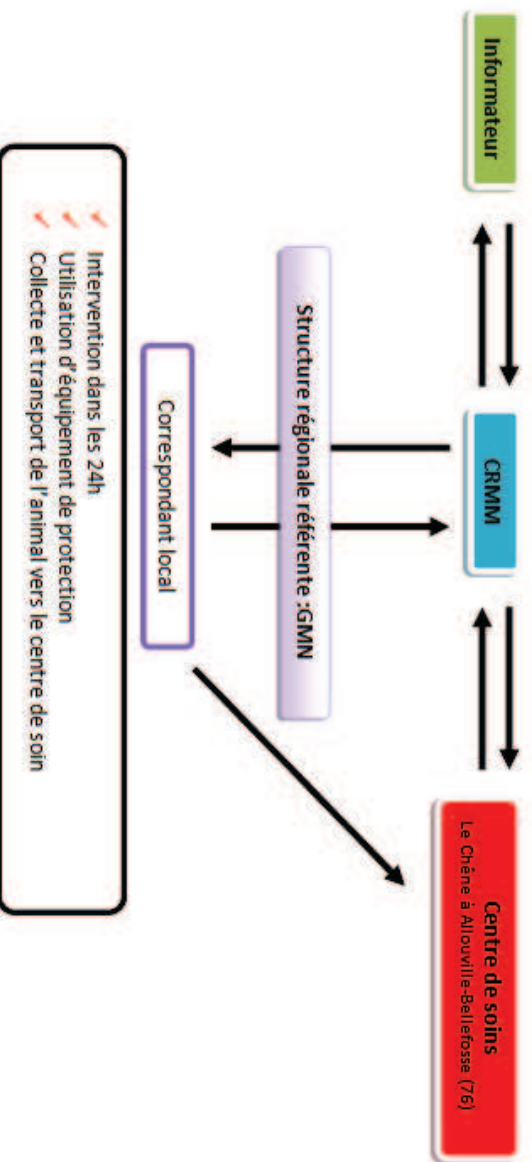 Informateur
CRMM
Centre de soins
Le Chêne à Allouville-Bellefosse (76)
Structure régionale référente :GMN
Correspondant local
✓ Intervention dans les 24h
✓ Utilisation d'équipement de protection
✓ Collecte et transport de l'animal vers le centre de soin